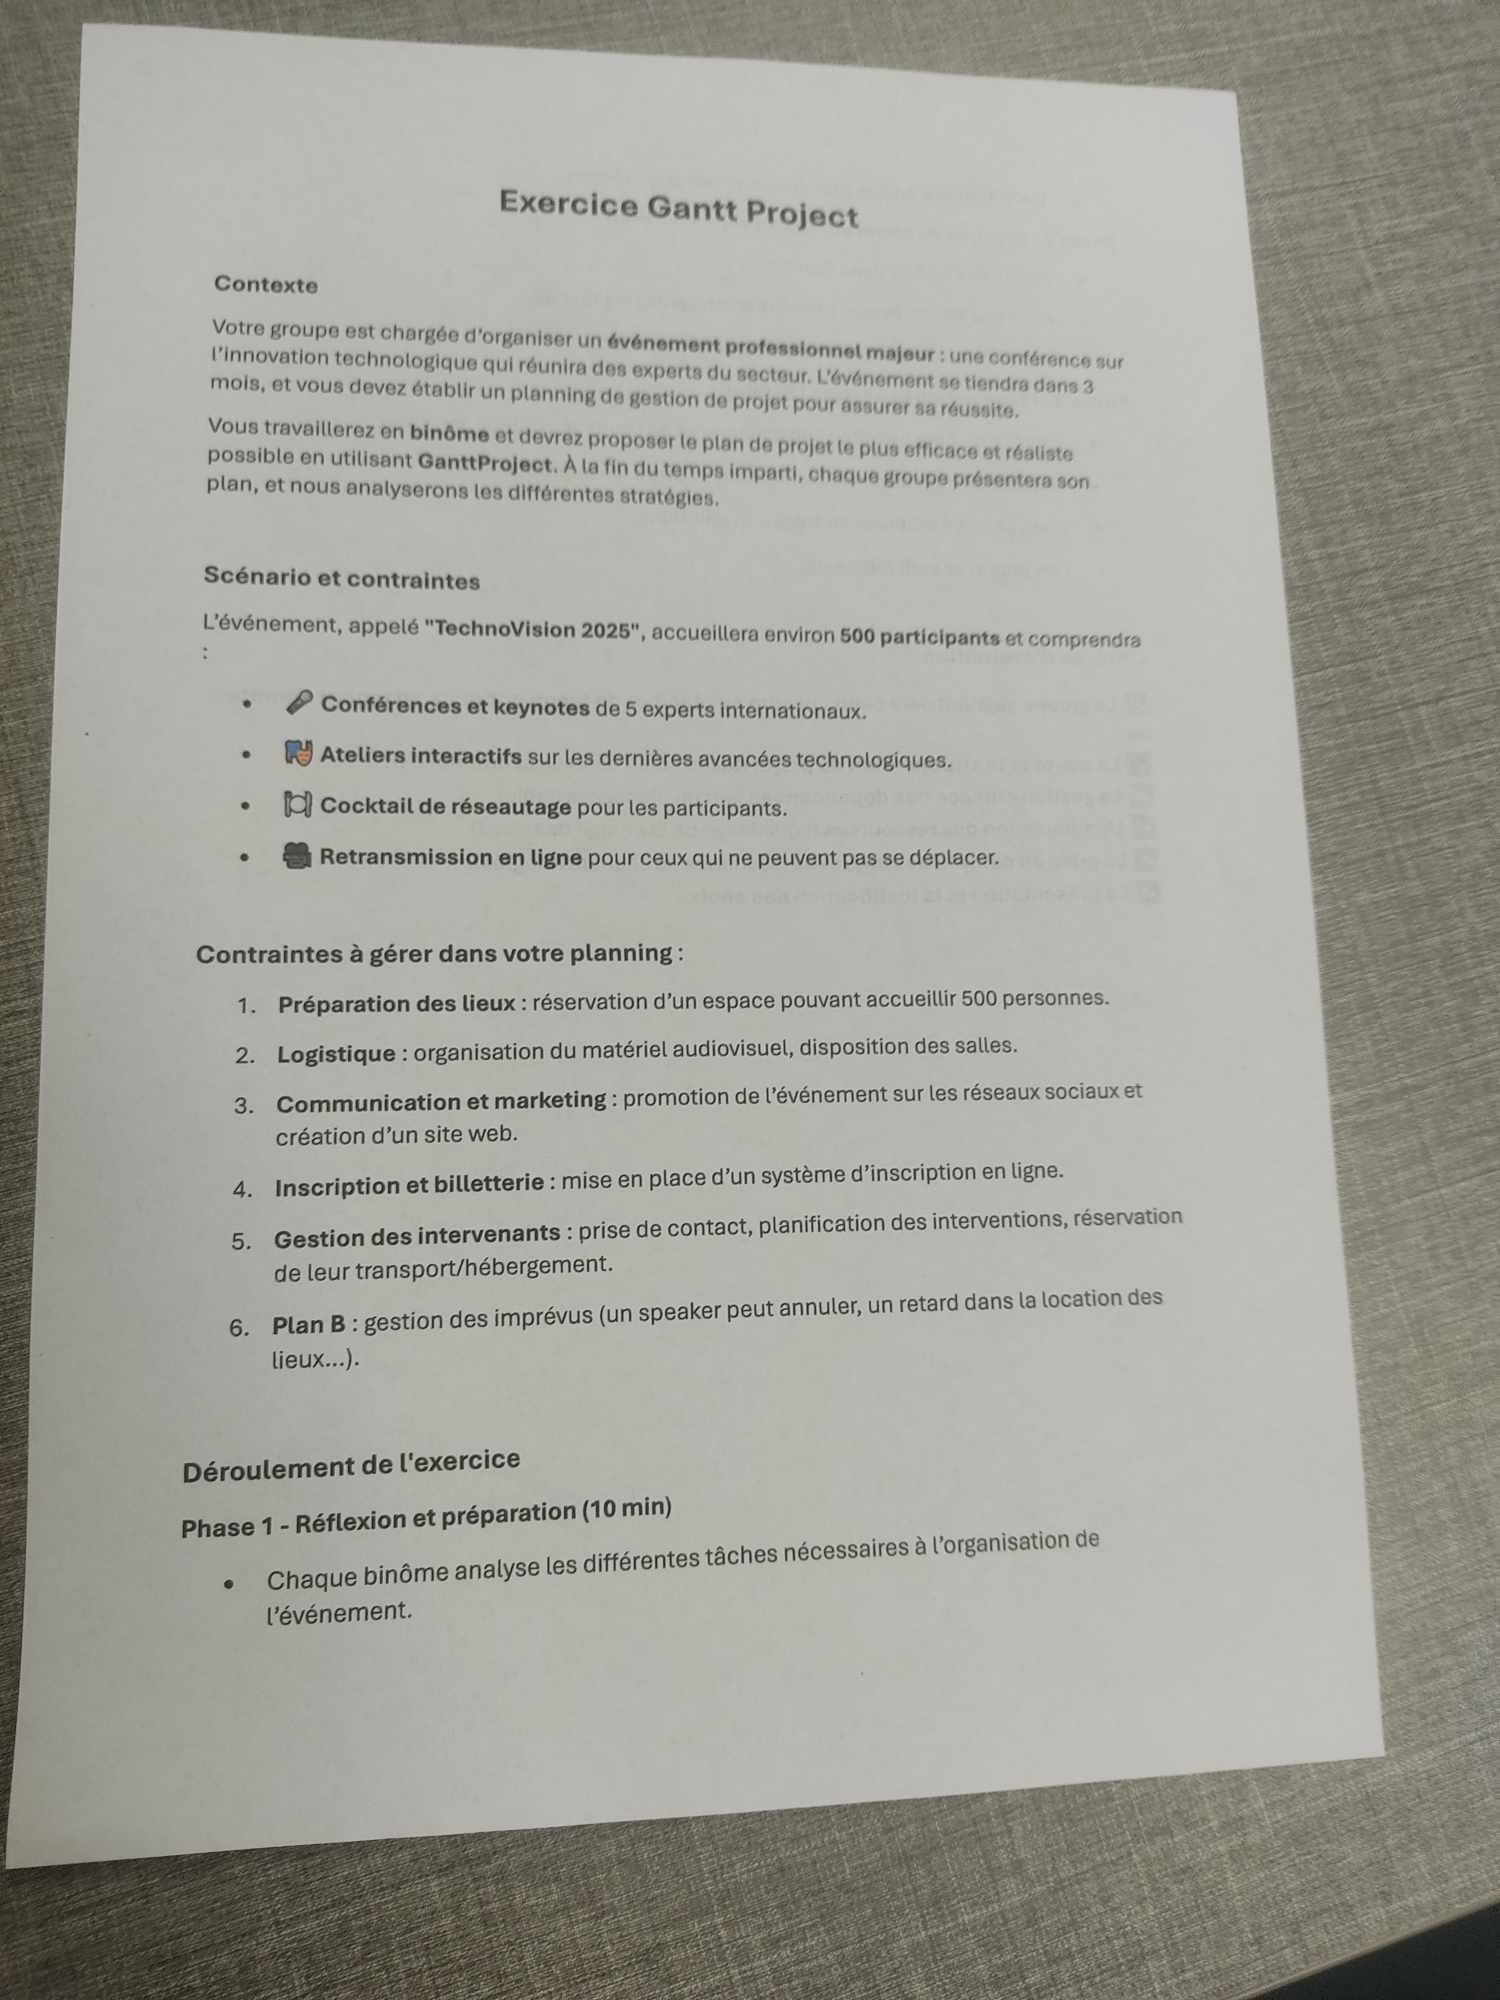 Exercice Gantt Project
Contexte
Votre groupe est chargée d'organiser un événement professionnel majeur : une conférence sur
l'innovation technologique qui réunira des experts du secteur. L'événement se tiendra dans 3
mois, et vous devez établir un planning de gestion de projet pour assurer sa réussite.
Vous travaillerez en binôme et devrez proposer le plan de projet le plus efficace et réaliste
possible en utilisant GanttProject. À la fin du temps imparti, chaque groupe présentera son
plan, et nous analyserons les différentes stratégies.
Scénario et contraintes
L'événement, appelé "TechnoVision 2025", accueillera environ 500 participants et comprendra
:
• Conférences et keynotes de 5 experts internationaux.
• Ateliers interactifs sur les dernières avancées technologiques.
• Cocktail de réseautage pour les participants.
• Retransmission en ligne pour ceux qui ne peuvent pas se déplacer.
Contraintes à gérer dans votre planning :
1. Préparation des lieux : réservation d'un espace pouvant accueillir 500 personnes.
2. Logistique : organisation du matériel audiovisuel, disposition des salles.
3. Communication et marketing : promotion de l'événement sur les réseaux sociaux et
création d'un site web.
4. Inscription et billetterie : mise en place d'un système d'inscription en ligne.
5. Gestion des intervenants : prise de contact, planification des interventions, réservation
de leur transport/hébergement.
6. Plan B : gestion des imprévus (un speaker peut annuler, un retard dans la location des
lieux...).
Déroulement de l'exercice
Phase 1 - Réflexion et préparation (10 min)
• Chaque binôme analyse les différentes tâches nécessaires à l'organisation de
l'événement.